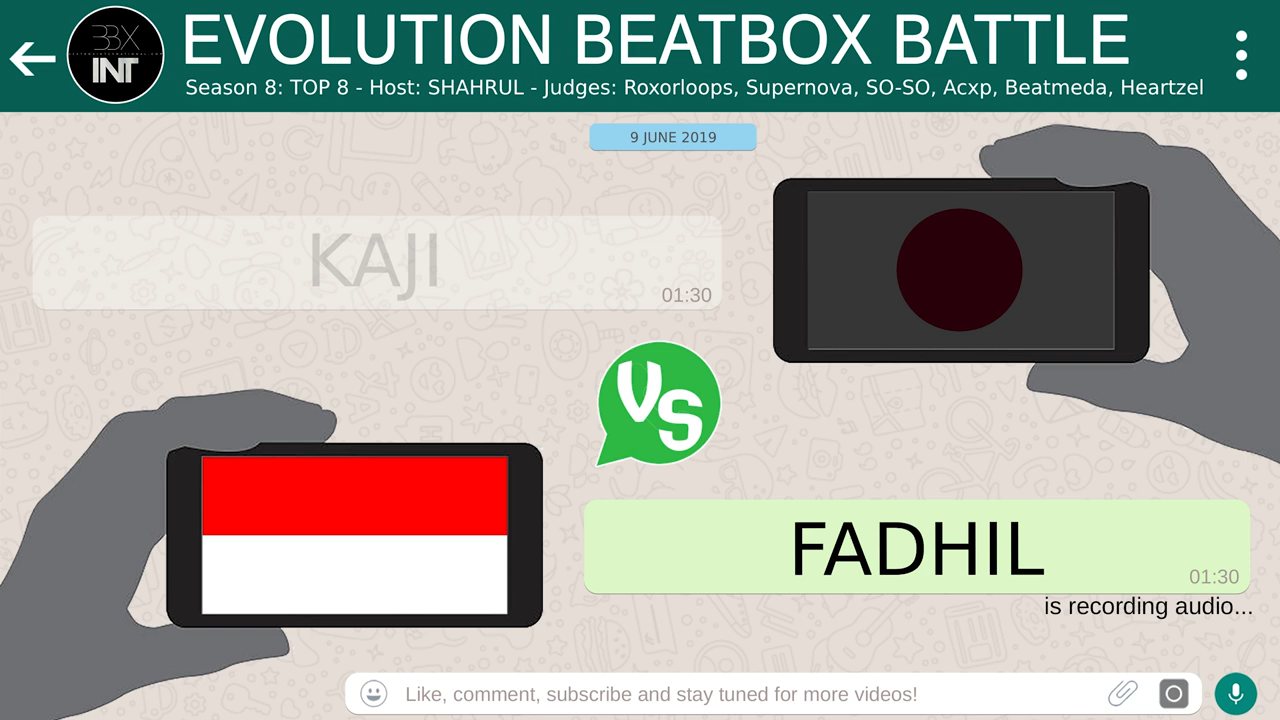 BBX
INT
EVOLUTION BEATBOX BATTLE
Season 8: TOP 8 - Host: SHAHRUL - Judges: Roxorloops, Supernova, SO-SO, Acxp, Beatmeda, Heartzel
9 JUNE 2019
KAJI
01:30
VS
FADHIL
01:30
is recording audio...
Like, comment, subscribe and stay tuned for more videos!